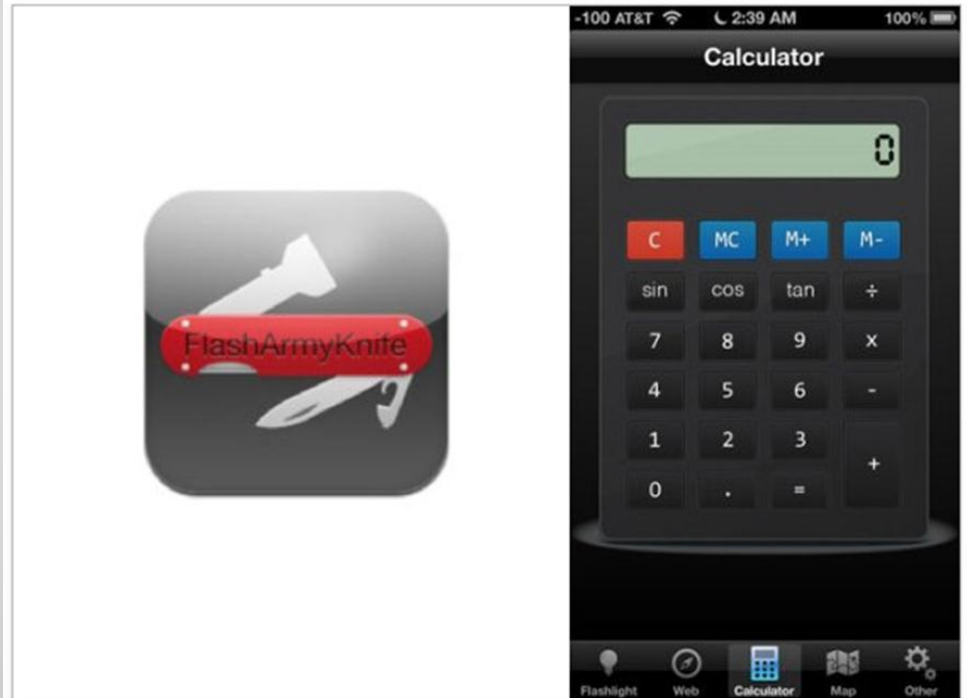 FlashArmyKnife
-100 AT&T 2:39 AM 100%
Calculator
0
C MC M+ M-
sin cos tan ÷
7 8 9 x
4 5 6 -
1 2 3
+
0 . =
Flashlight Web Calculator Map Other